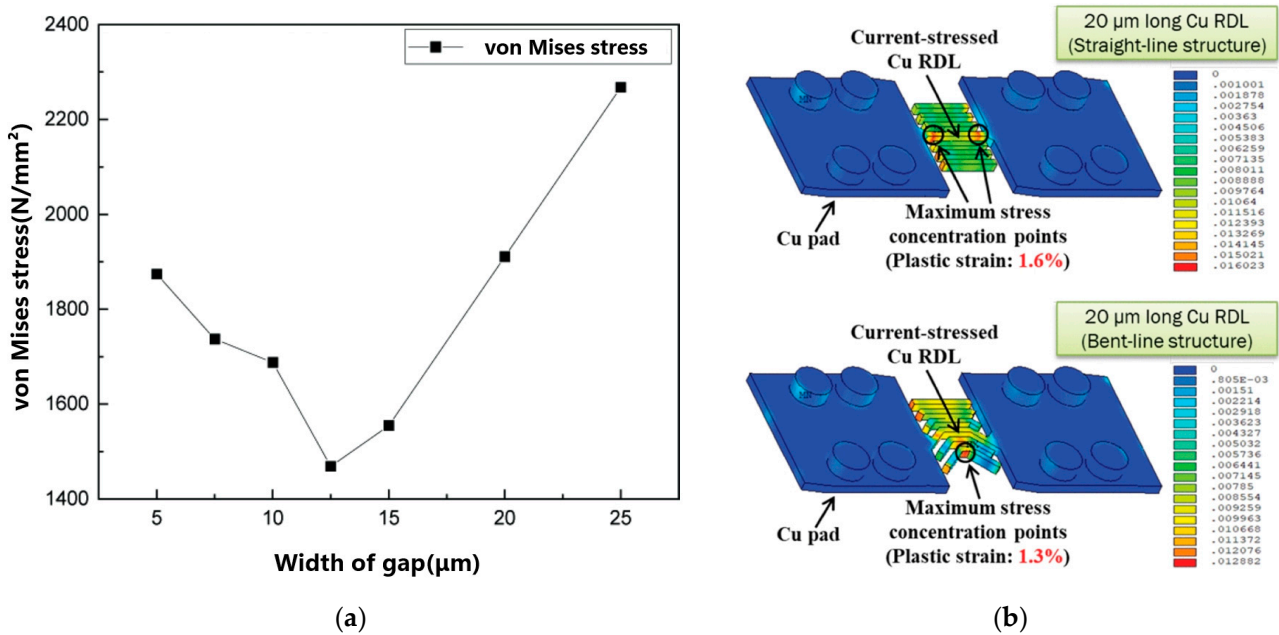 2400
2200
2000
1800
1600
1400
von Mises stress(N/mm²)
von Mises stress
5 10 15 20 25
Width of gap(μm)
(a)
(b)
20 μm long Cu RDL
(Straight-line structure)
Current-stressed
Cu RDL
Cu pad
Maximum stress
concentration points
(Plastic strain: 1.6%)
0
.001001
.001878
.002754
.00363
.004506
.005383
.006259
.007135
.008011
.008888
.009764
.01064
.011516
.012393
.013269
.014145
.015021
.016023
20 μm long Cu RDL
(Bent-line structure)
Current-stressed
Cu RDL
Cu pad
Maximum stress
concentration points
(Plastic strain: 1.3%)
0
.805E-03
.00151
.002214
.002918
.003623
.004327
.005032
.005736
.006441
.007145
.00785
.008554
.009259
.009963
.010668
.011372
.012076
.012882